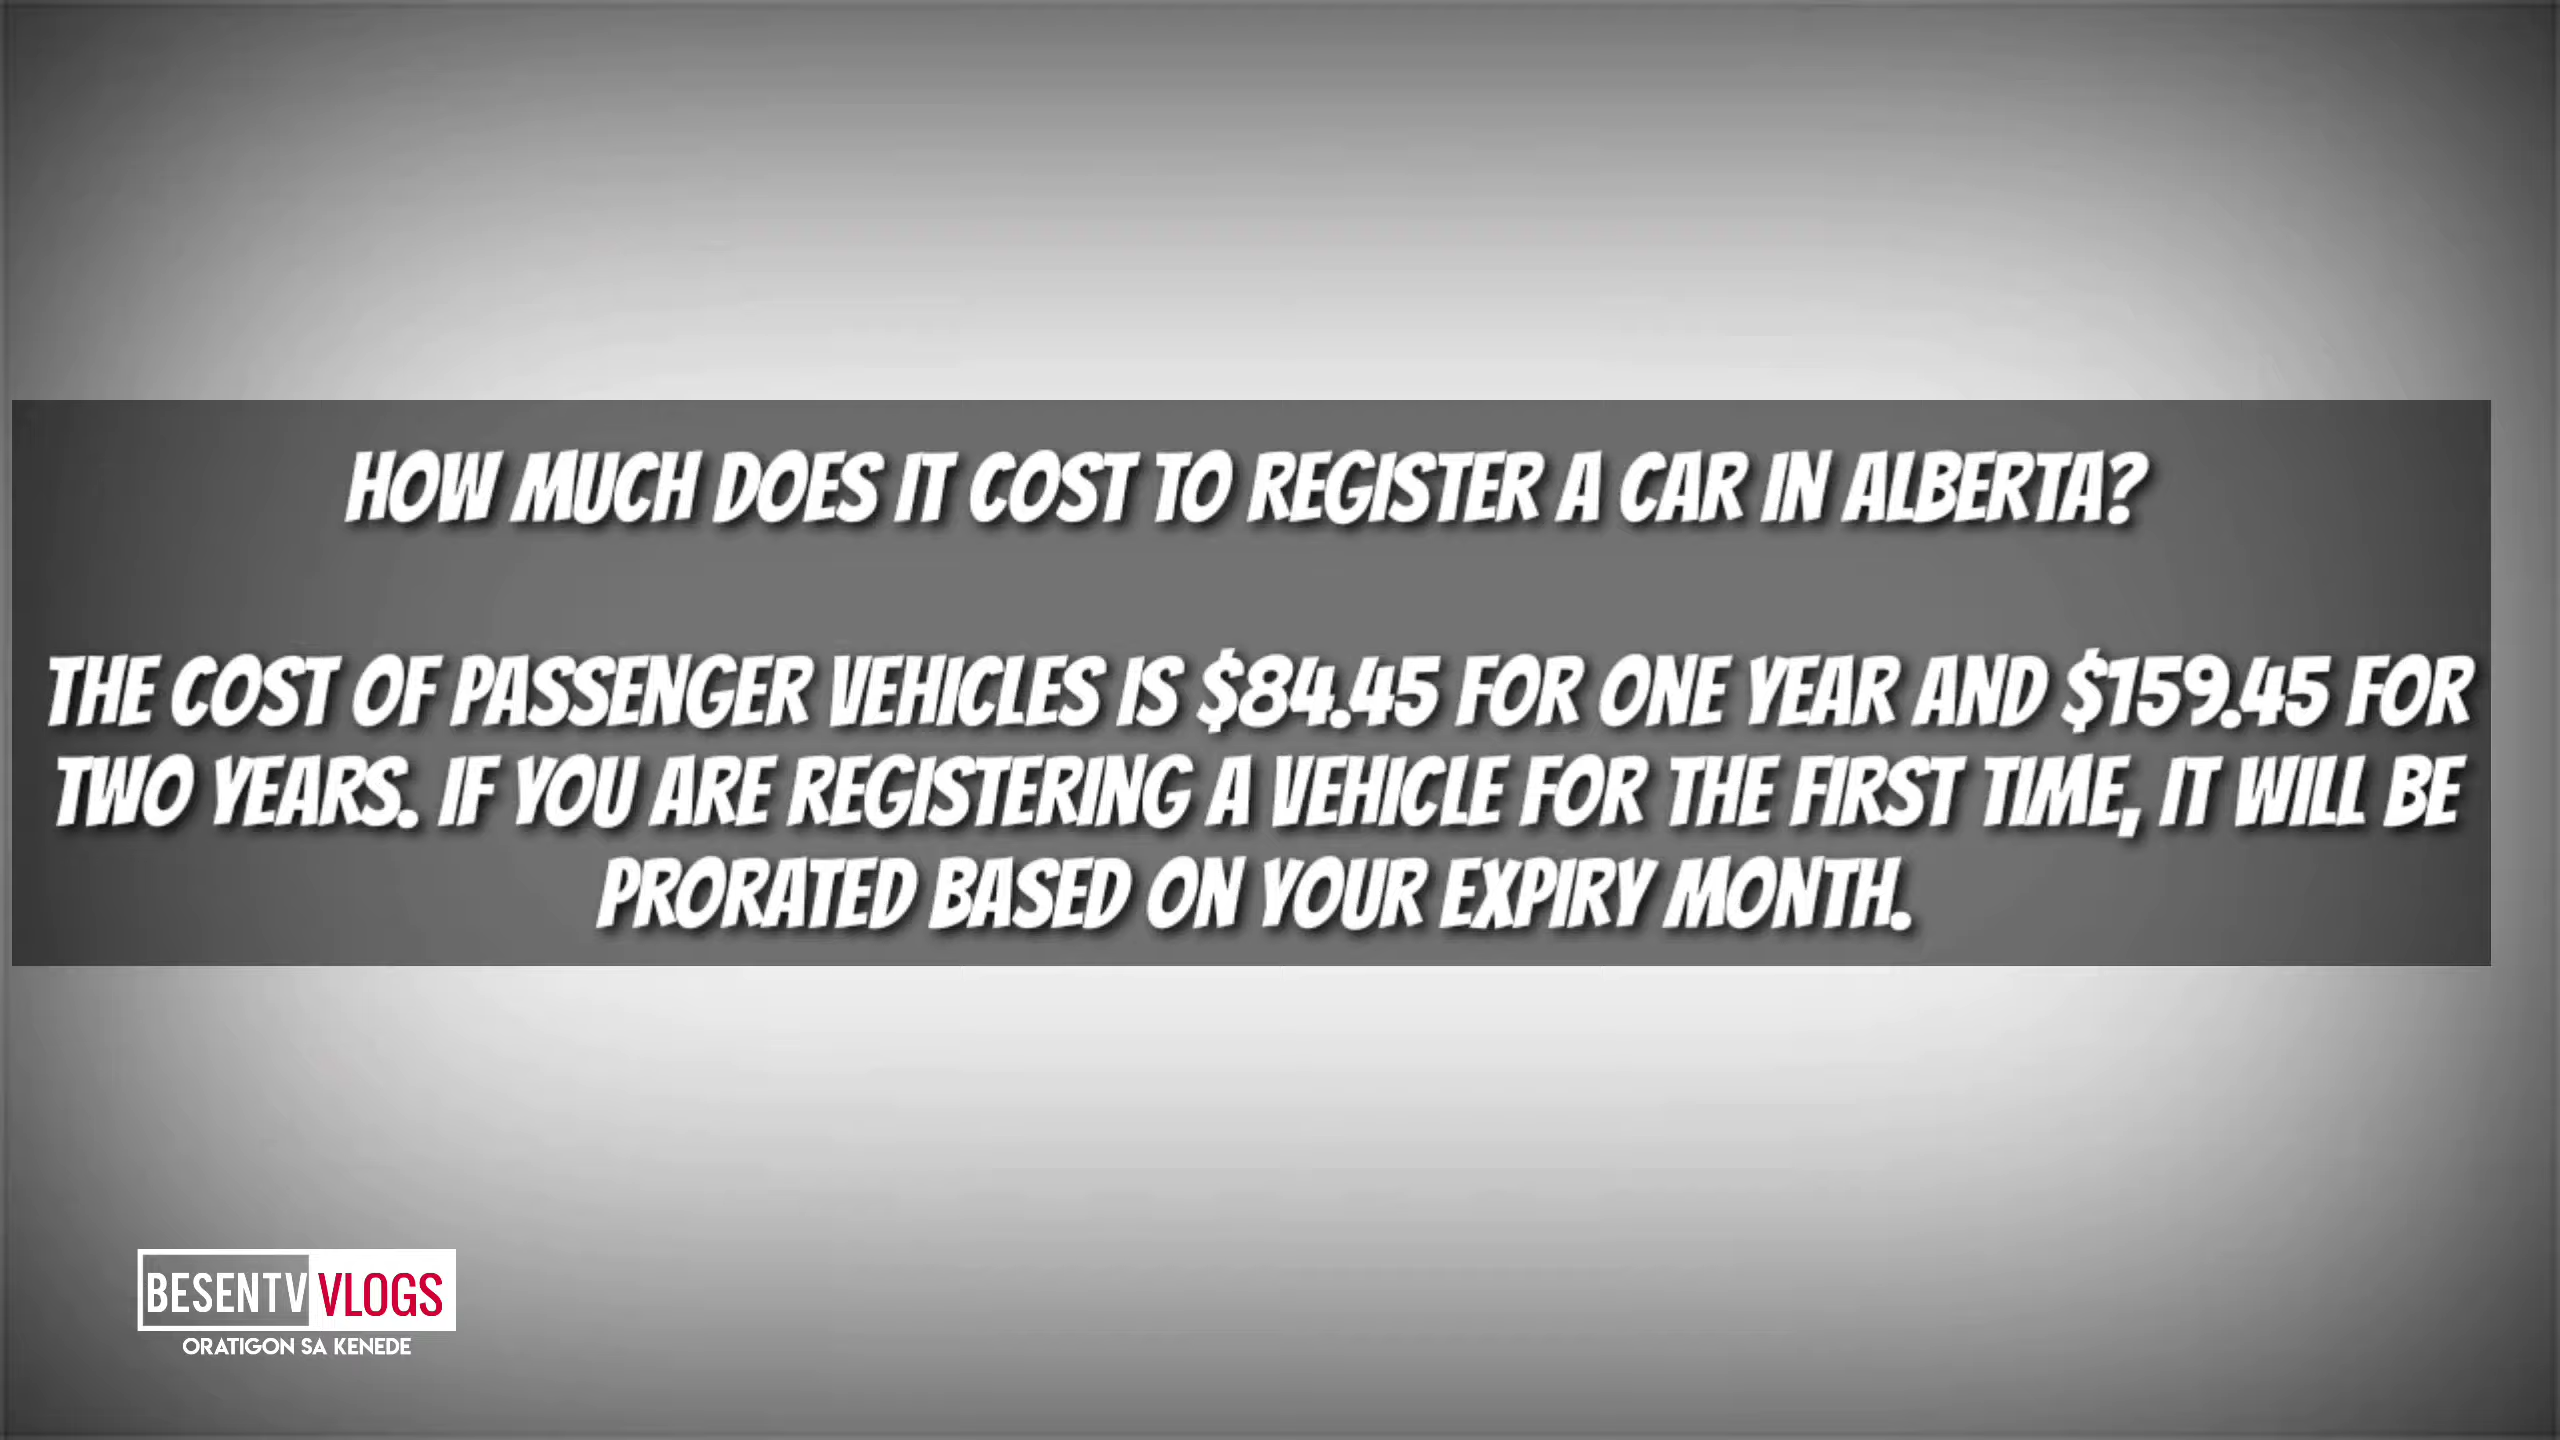 HOW MUCH DOES IT COST TO REGISTER A CAR IN ALBERTA?
THE COST OF PASSENGER VEHICLES IS $84.45 FOR ONE YEAR AND $159.45 FOR
TWO YEARS. IF YOU ARE REGISTERING A VEHICLE FOR THE FIRST TIME, IT WILL BE
PRORATED BASED ON YOUR EXPIRY MONTH.
BESENTV VLOGS
ORATIGON SA KENEDE